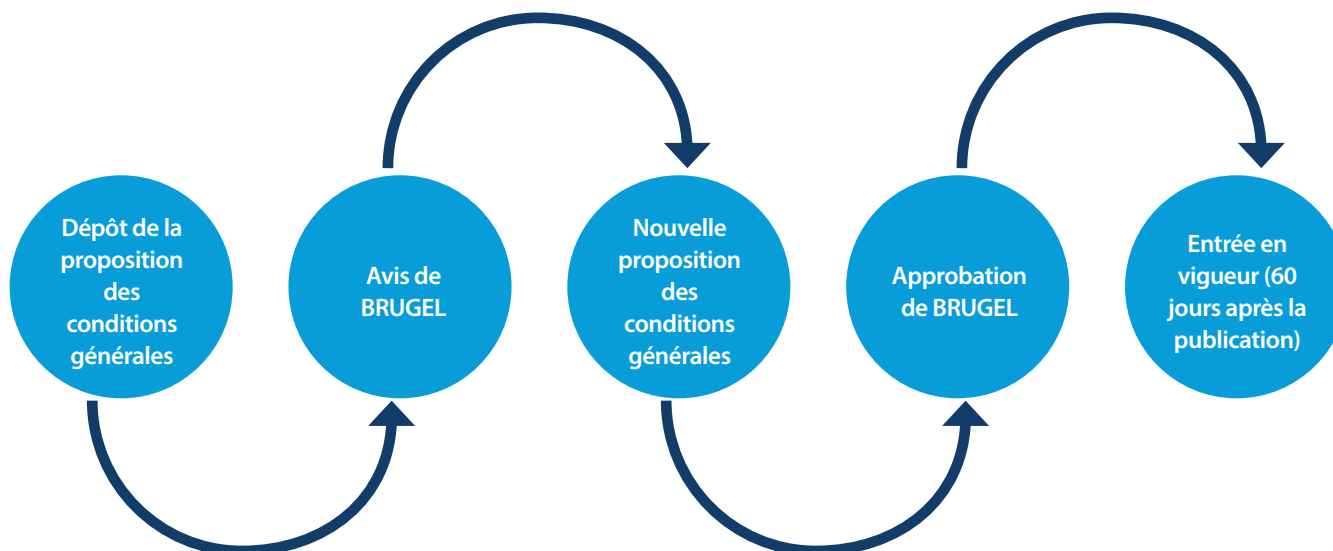 Dépôt de la
proposition
des
conditions
générales
Avis de
BRUGEL
Nouvelle
proposition
des
conditions
générales
Approbation
de BRUGEL
Entrée en
vigueur (60
jours après la
publication)